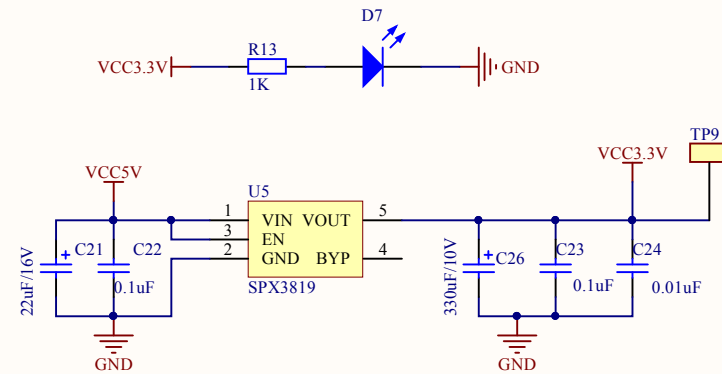 D7
R13
VCC3.3V
GND
1K
TP9
VCC3.3V
VCC5V
U5
1 VIN VOUT 5
3 EN
2 GND BYP 4
SPX3819
22uF/16V
C21
C22
0.1uF
330uF/10V
C26
C23
0.1uF
C24
0.01uF
GND
GND